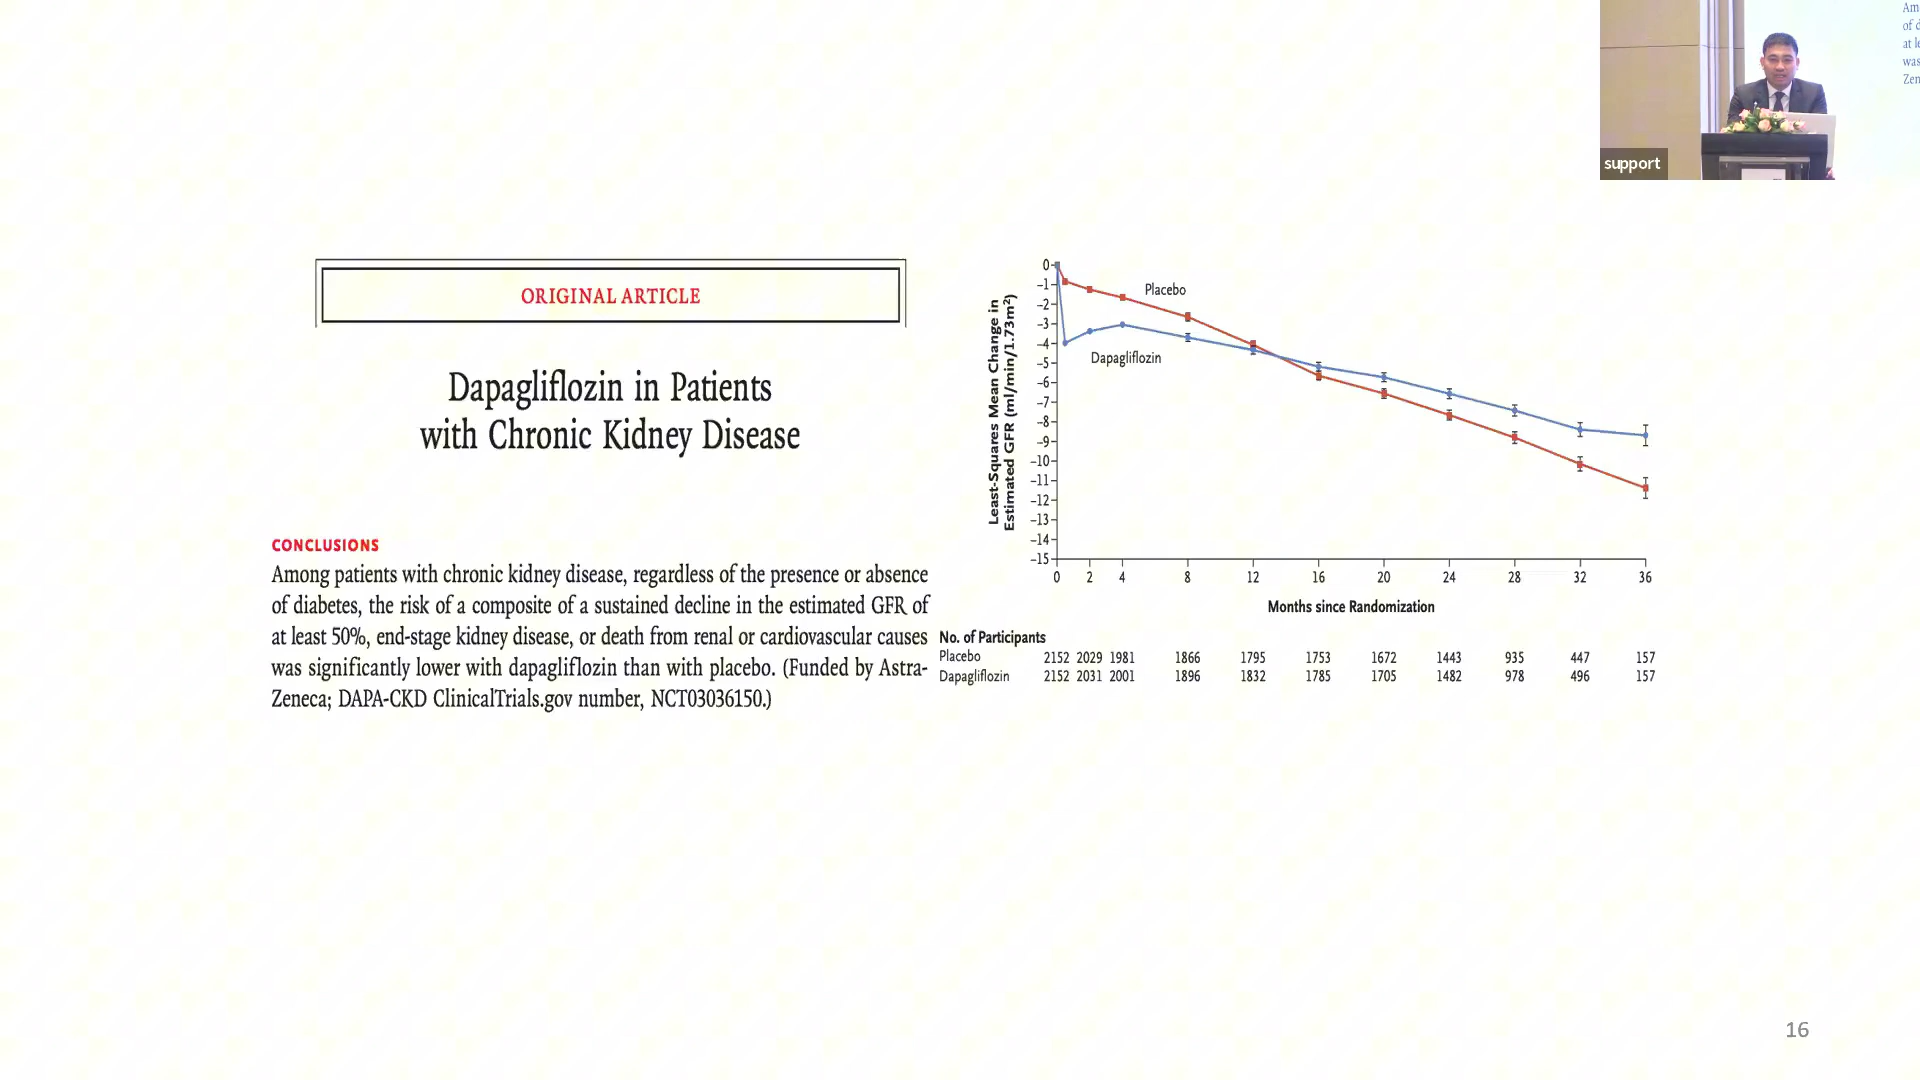 Am
of d
at le
was
Zen
support
ORIGINAL ARTICLE
Dapagliflozin in Patients
with Chronic Kidney Disease
CONCLUSIONS
Among patients with chronic kidney disease, regardless of the presence or absence
of diabetes, the risk of a composite of a sustained decline in the estimated GFR of
at least 50%, end-stage kidney disease, or death from renal or cardiovascular causes
was significantly lower with dapagliflozin than with placebo. (Funded by Astra-
Zeneca; DAPA-CKD ClinicalTrials.gov number, NCT03036150.)
Least-Squares Mean Change in
Estimated GFR (ml/min/1.73m²)
0
-1
-2
-3
-4
-5
-6
-7
-8
-9
-10
-11
-12
-13
-14
-15
Placebo
Dapagliflozin
0 2 4 8 12 16 20 24 28 32 36
Months since Randomization
No. of Participants
Placebo 2152 2029 1981 1866 1795 1753 1672 1443 935 447 157
Dapagliflozin 2152 2031 2001 1896 1832 1785 1705 1482 978 496 157
16